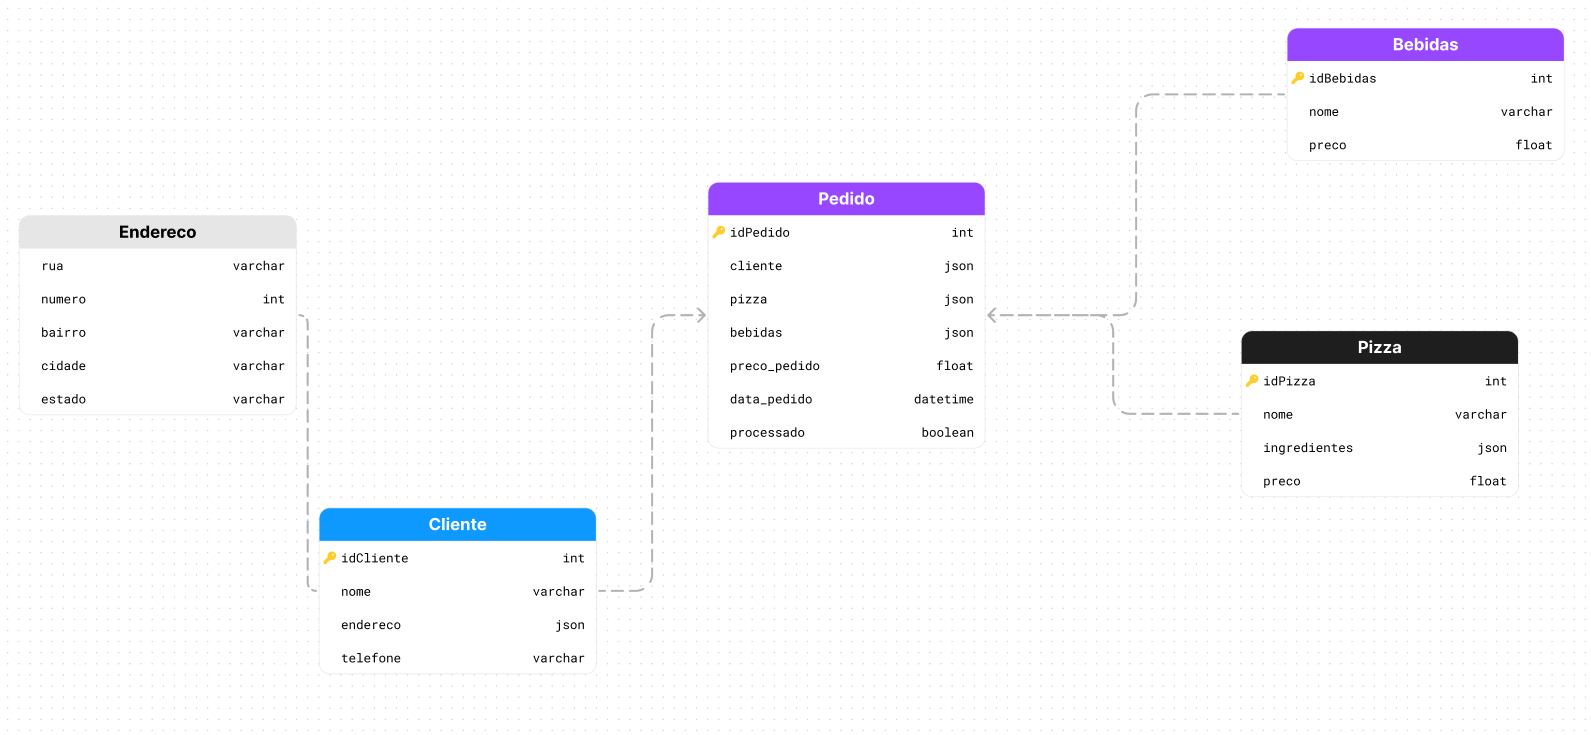 Endereco
rua varchar
numero int
bairro varchar
cidade varchar
estado varchar
Cliente
idCliente int
nome varchar
endereco json
telefone varchar
Pedido
idPedido int
cliente json
pizza json
bebidas json
preco_pedido float
data_pedido datetime
processado boolean
Bebidas
idBebidas int
nome varchar
preco float
Pizza
idPizza int
nome varchar
ingredientes json
preco float